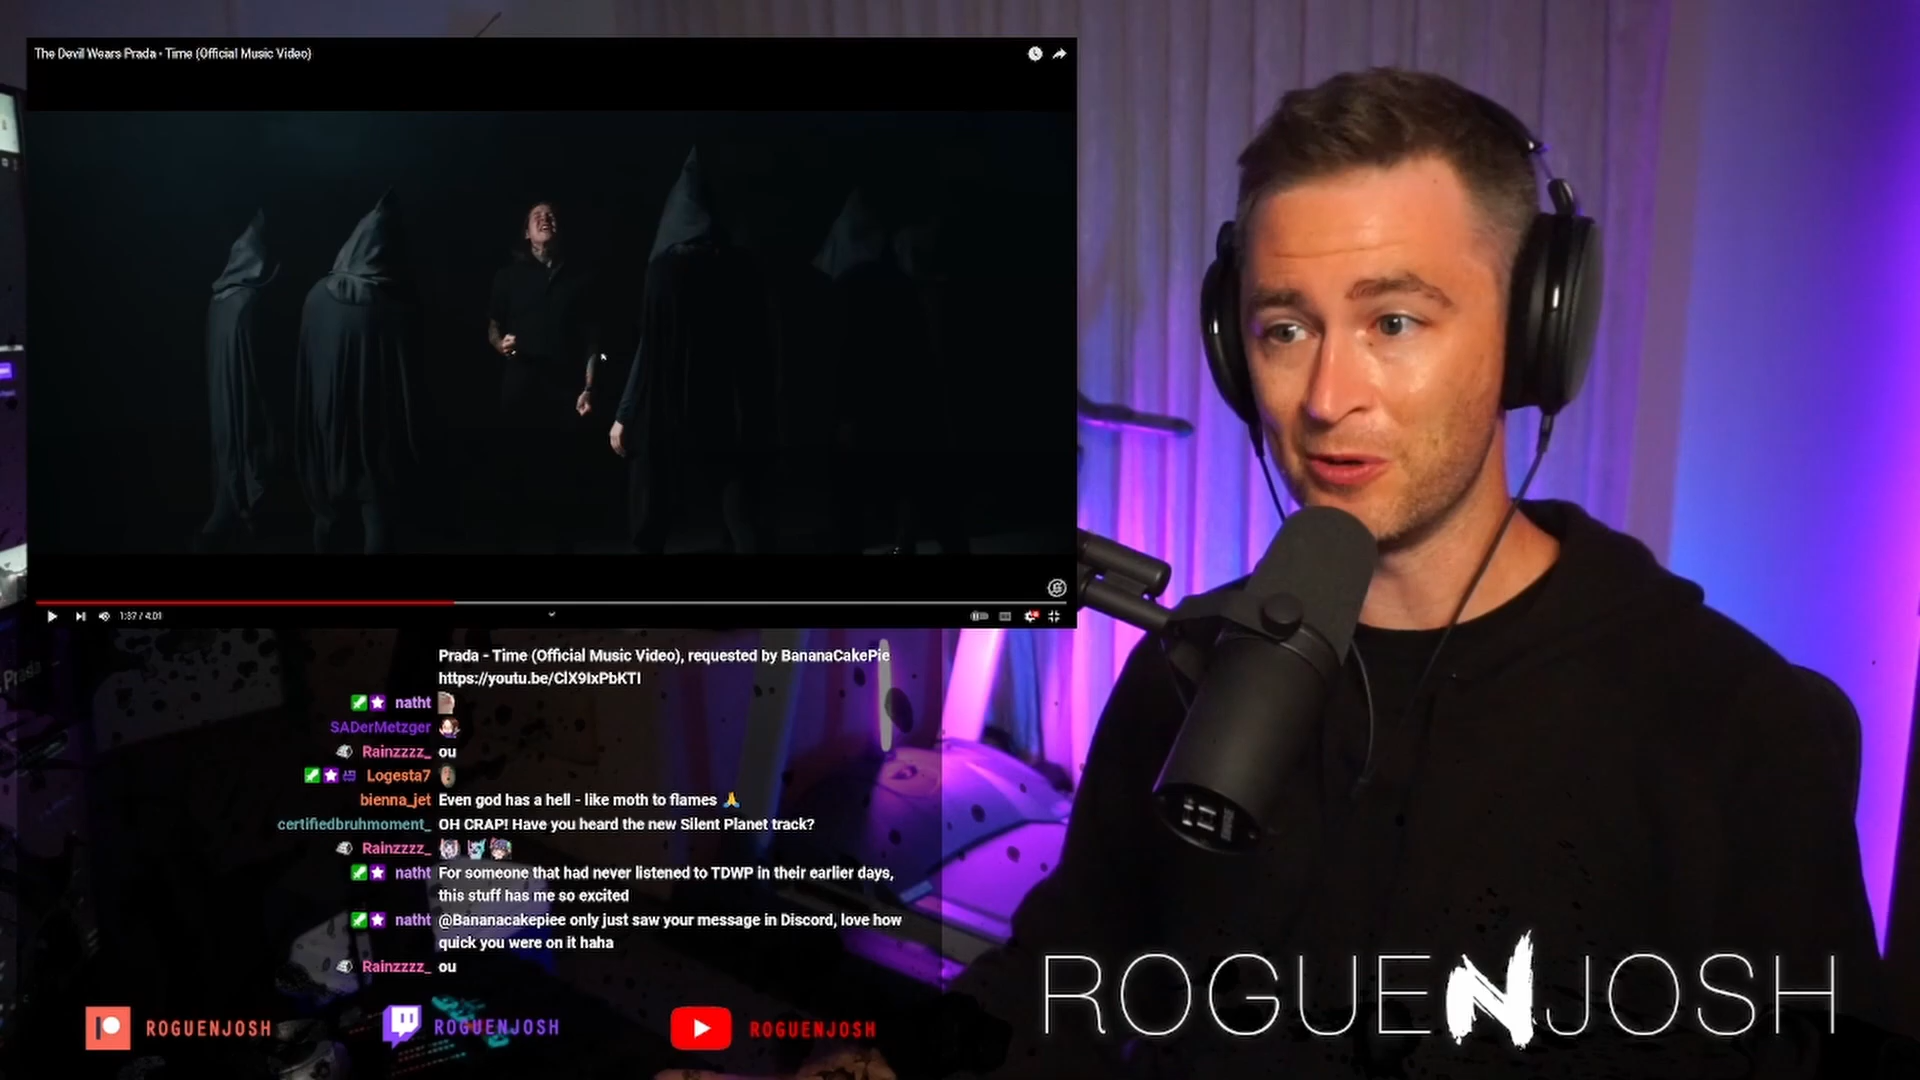 The Devil Wears Prada - Time (Official Music Video)
1:37 / 4:01
Prada - Time (Official Music Video), requested by BananaCakePie
https://youtu.be/ClX9IxPbKTI
natht
SADerMetzger
Rainzzzz_ ou
Logesta7
bienna_jet Even god has a hell - like moth to flames 🙏
certifiedbruhmoment_ OH CRAP! Have you heard the new Silent Planet track?
Rainzzzz_
natht For someone that had never listened to TDWP in their earlier days,
this stuff has me so excited
natht @Bananacakepiee only just saw your message in Discord, love how
quick you were on it haha
Rainzzzz_ ou
ROGUENJOSH
ROGUENJOSH
ROGUENJOSH
ROGUENJOSH
Prada